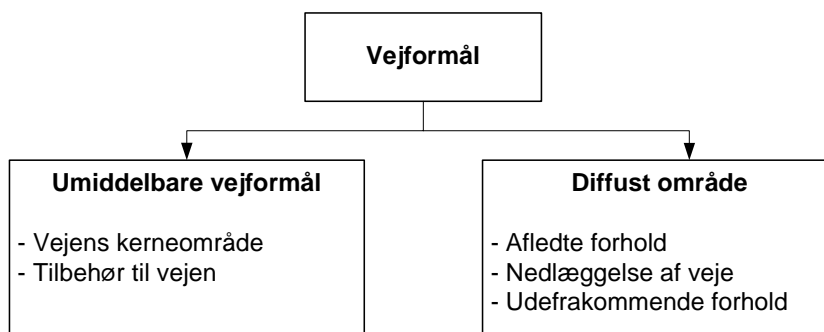 Vejformål
Umiddelbare vejformål
- Vejens kerneområde
- Tilbehør til vejen
Diffust område
- Afledte forhold
- Nedlæggelse af veje
- Udefrakommende forhold